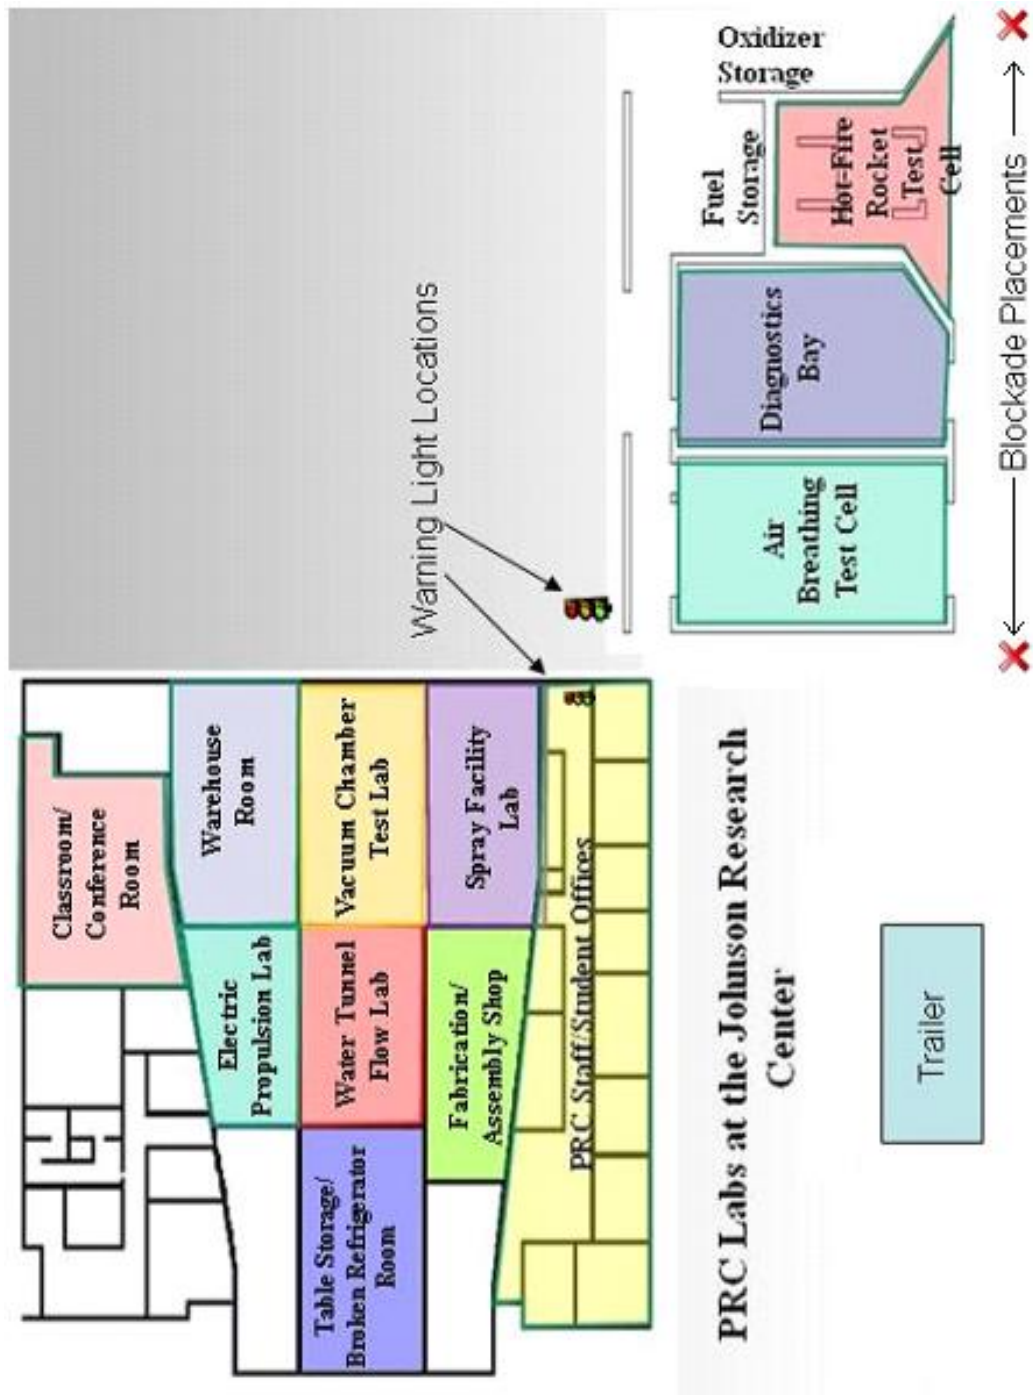 Classroom/
Conference
Room
Warehouse
Room
Electric
Propulsion Lab
Vacuum Chamber
Test Lab
Water Tunnel
Flow Lab
Table Storage/
Broken Refrigerator
Room
Spray Facility
Lab
Fabrication/
Assembly Shop
PRC Staff/Student Offices
Warning Light Locations
Oxidizer
Storage
Fuel
Storage
Hot-Fire
Rocket
Test
Cell
Diagnostics
Bay
Air
Breathing
Test Cell
Blockade Placements
PRC Labs at the Johnson Research
Center
Trailer